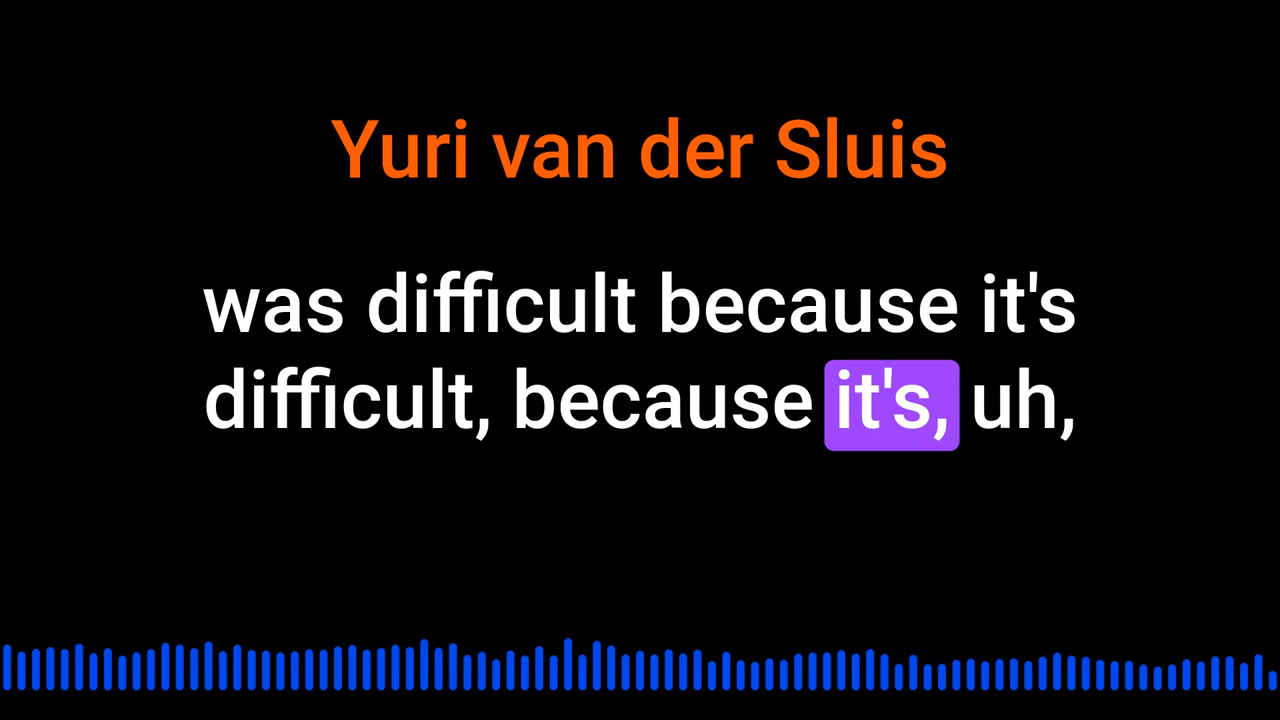 Yuri van der Sluis
was difficult because it's
difficult, because it's, uh,